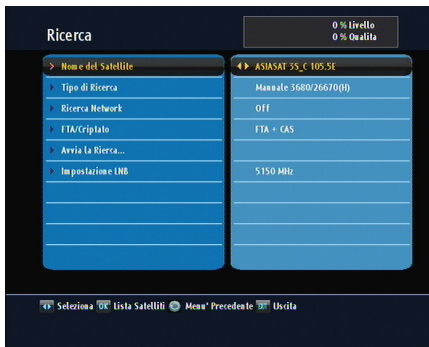 Ricerca
0 % Livello
0 % Qualita
Nome del Satellite ASIASAT 3S_C 105.5E
Tipo di Ricerca Manuale 3680/26670(H)
Ricerca Network Off
FTA/Criptato FTA + CAS
Avvia la Rierca...
Impostazione LNB 5150 MHz
Seleziona OK Lista Satelliti Menu' Precedente EXIT Uscita